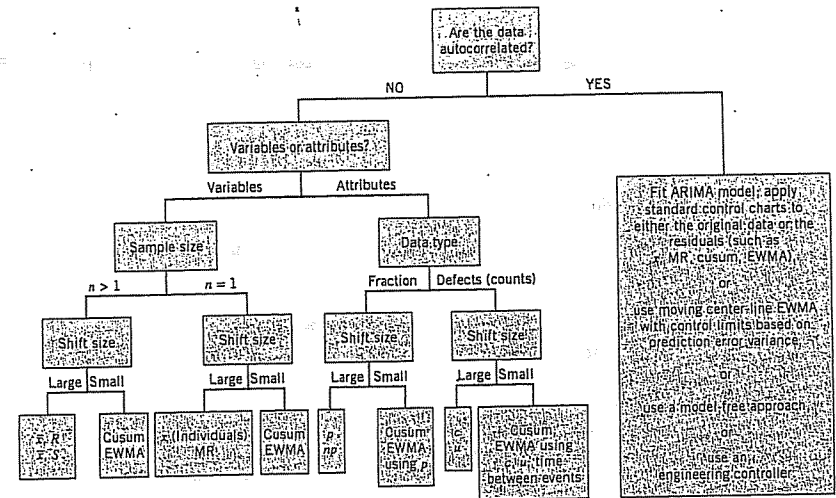 Are the data
autocorrelated?
NO
YES
Variables or attributes?
Variables
Attributes
Sample size
Data type
n > 1
n = 1
Fraction
Defects (counts)
Shift size
Shift size
Shift size
Shift size
Large
Small
Large
Small
Large
Small
Large
Small
x̄, R
x̄, S
Cusum
EWMA
x (Individuals)
MR
Cusum
EWMA
p
np
Cusum
EWMA
using p
c
u
Cusum
EWMA using
c, u; time
between events
Fit ARIMA model; apply
standard control charts to
either the original data or the
residuals (such as
MR, cusum, EWMA)
or
use moving center-line EWMA
with control limits based on
prediction error variance
or
use a model free approach,
or
use an
engineering controller